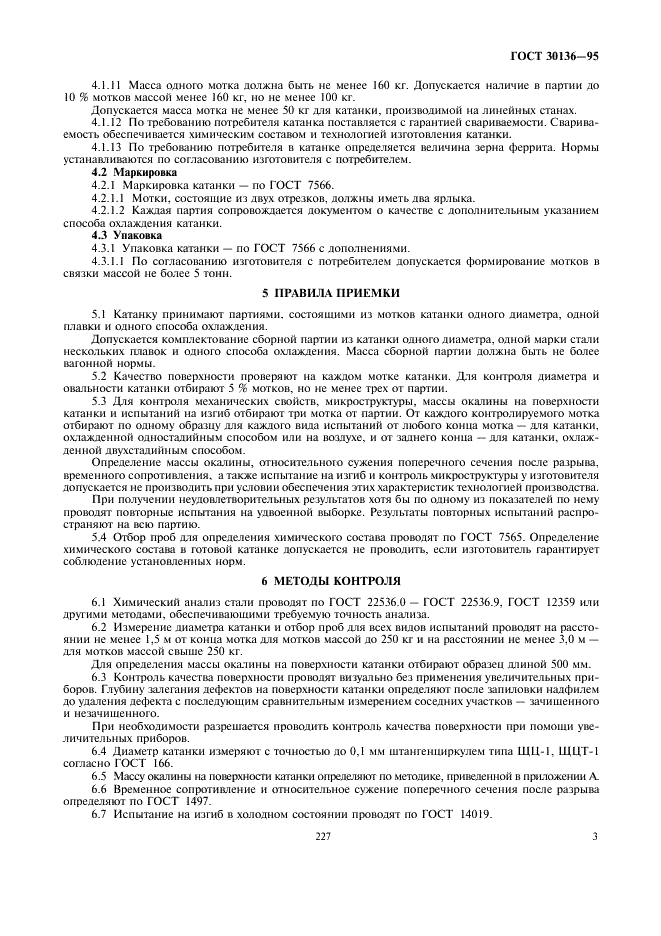 ГОСТ 30136—95
4.1.11 Масса одного мотка должна быть не менее 160 кг. Допускается наличие в партии до
10 % мотков массой менее 160 кг, но не менее 100 кг.
Допускается масса мотка не менее 50 кг для катанки, производимой на линейных станах.
4.1.12 По требованию потребителя катанка поставляется с гарантией свариваемости. Сварива-
емость обеспечивается химическим составом и технологией изготовления катанки.
4.1.13 По требованию потребителя в катанке определяется величина зерна феррита. Нормы
устанавливаются по согласованию изготовителя с потребителем.
4.2 Маркировка
4.2.1 Маркировка катанки — по ГОСТ 7566.
4.2.1.1 Мотки, состоящие из двух отрезков, должны иметь два ярлыка.
4.2.1.2 Каждая партия сопровождается документом о качестве с дополнительным указанием
способа охлаждения катанки.
4.3 Упаковка
4.3.1 Упаковка катанки — по ГОСТ 7566 с дополнениями.
4.3.1.1 По согласованию изготовителя с потребителем допускается формирование мотков в
связки массой не более 5 тонн.
5 ПРАВИЛА ПРИЕМКИ
5.1 Катанку принимают партиями, состоящими из мотков катанки одного диаметра, одной
плавки и одного способа охлаждения.
Допускается комплектование сборной партии из катанки одного диаметра, одной марки стали
нескольких плавок и одного способа охлаждения. Масса сборной партии должна быть не более
вагонной нормы.
5.2 Качество поверхности проверяют на каждом мотке катанки. Для контроля диаметра и
овальности катанки отбирают 5 % мотков, но не менее трех от партии.
5.3 Для контроля механических свойств, микроструктуры, массы окалины на поверхности
катанки и испытаний на изгиб отбирают три мотка от партии. От каждого контролируемого мотка
отбирают по одному образцу для каждого вида испытаний от любого конца мотка — для катанки,
охлажденной одностадийным способом или на воздухе, и от заднего конца — для катанки, охлаж-
денной двухстадийным способом.
Определение массы окалины, относительного сужения поперечного сечения после разрыва,
временного сопротивления, а также испытание на изгиб и контроль микроструктуры у изготовителя
допускается не производить при условии обеспечения этих характеристик технологией производства.
При получении неудовлетворительных результатов хотя бы по одному из показателей по нему
проводят повторные испытания на удвоенной выборке. Результаты повторных испытаний распро-
страняют на всю партию.
5.4 Отбор проб для определения химического состава проводят по ГОСТ 7565. Определение
химического состава в готовой катанке допускается не проводить, если изготовитель гарантирует
соблюдение установленных норм.
6 МЕТОДЫ КОНТРОЛЯ
6.1 Химический анализ стали проводят по ГОСТ 22536.0 — ГОСТ 22536.9, ГОСТ 12359 или
другими методами, обеспечивающими требуемую точность анализа.
6.2 Измерение диаметра катанки и отбор проб для всех видов испытаний проводят на рассто-
янии не менее 1,5 м от конца мотка для мотков массой до 250 кг и на расстоянии не менее 3,0 м —
для мотков массой свыше 250 кг.
Для определения массы окалины на поверхности катанки отбирают образец длиной 500 мм.
6.3 Контроль качества поверхности проводят визуально без применения увеличительных при-
боров. Глубину залегания дефектов на поверхности катанки определяют после запиловки надфилем
до удаления дефекта с последующим сравнительным измерением соседних участков — зачищенного
и незачищенного.
При необходимости разрешается проводить контроль качества поверхности при помощи уве-
личительных приборов.
6.4 Диаметр катанки измеряют с точностью до 0,1 мм штангенциркулем типа ЩЦ-1, ЩЦТ-1
согласно ГОСТ 166.
6.5 Массу окалины на поверхности катанки определяют по методике, приведенной в приложении А.
6.6 Временное сопротивление и относительное сужение поперечного сечения после разрыва
определяют по ГОСТ 1497.
6.7 Испытание на изгиб в холодном состоянии проводят по ГОСТ 14019.
227 3